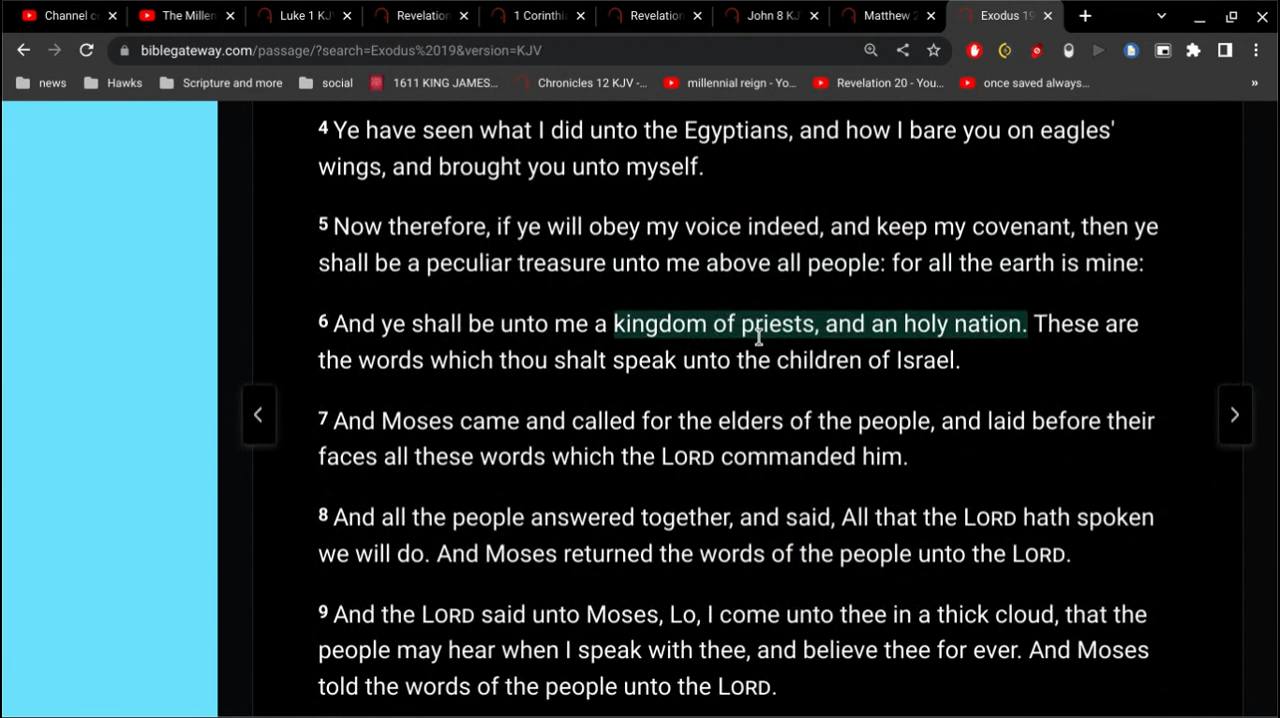 Channel c
The Millen
Luke 1 KJ
Revelation
1 Corinthi
Revelation
John 8 KJ
Matthew 2
Exodus 19
biblegateway.com/passage/?search=Exodus%2019&version=KJV
news
Hawks
Scripture and more
social
1611 KING JAMES...
Chronicles 12 KJV -...
millennial reign - Yo...
Revelation 20 - You...
once saved always...
»
4 Ye have seen what I did unto the Egyptians, and how I bare you on eagles'
wings, and brought you unto myself.
5 Now therefore, if ye will obey my voice indeed, and keep my covenant, then ye
shall be a peculiar treasure unto me above all people: for all the earth is mine:
6 And ye shall be unto me a kingdom of priests, and an holy nation. These are
the words which thou shalt speak unto the children of Israel.
7 And Moses came and called for the elders of the people, and laid before their
faces all these words which the LORD commanded him.
8 And all the people answered together, and said, All that the LORD hath spoken
we will do. And Moses returned the words of the people unto the LORD.
9 And the LORD said unto Moses, Lo, I come unto thee in a thick cloud, that the
people may hear when I speak with thee, and believe thee for ever. And Moses
told the words of the people unto the LORD.